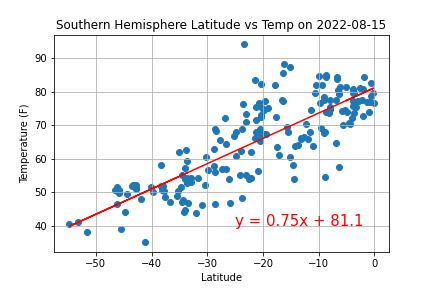 Southern Hemisphere Latitude vs Temp on 2022-08-15
Temperature (F)
90
80
70
60
50
40
y = 0.75x + 81.1
−50 −40 −30 −20 −10 0
Latitude